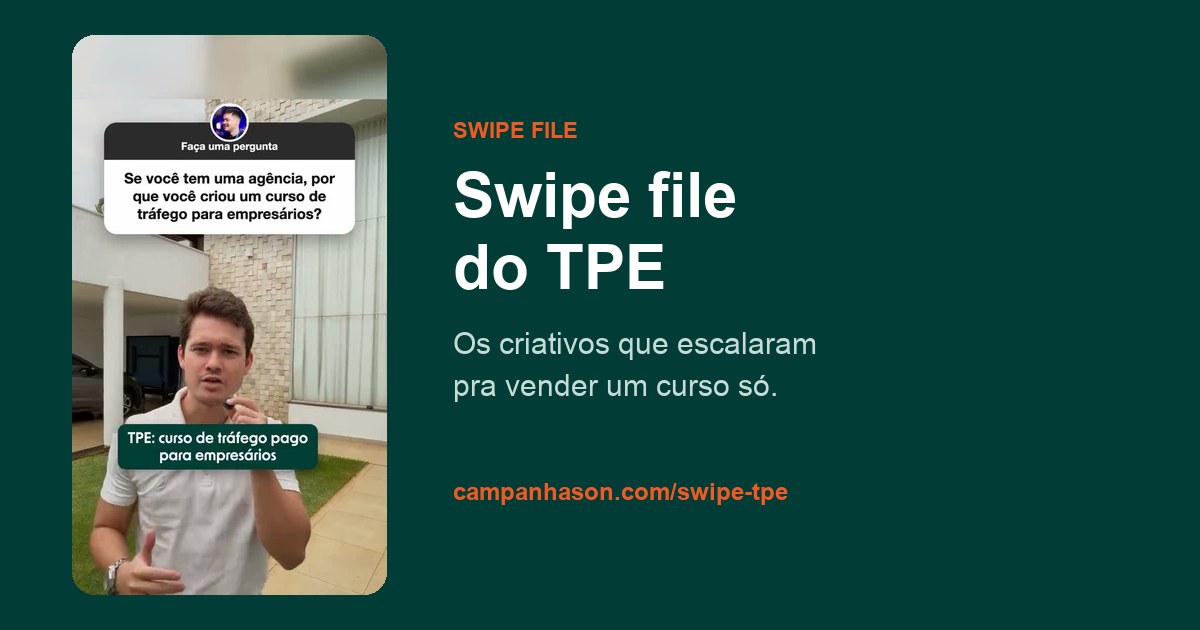 Faça uma pergunta
Se você tem uma agência, por
que você criou um curso de
tráfego para empresários?
TPE: curso de tráfego pago
para empresários
SWIPE FILE
Swipe file
do TPE
Os criativos que escalaram
pra vender um curso só.
campanhason.com/swipe-tpe